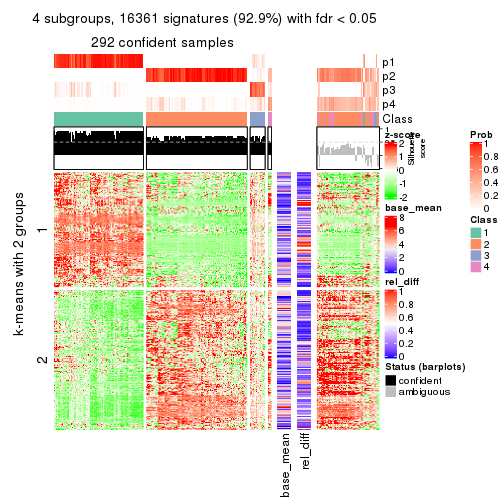 4 subgroups, 16361 signatures (92.9%) with fdr < 0.05
292 confident samples
p1
p2
p3
p4
Class
1
Silhouette
score
z-score
2
1
0
-1
-2
Prob
1
0.8
0.6
0.4
0.2
0
base_mean
8
6
4
2
0
Class
1
2
3
4
rel_diff
1
0.8
0.6
0.4
0.2
0
Status (barplots)
confident
ambiguous
k-means with 2 groups
1
2
base_mean
rel_diff